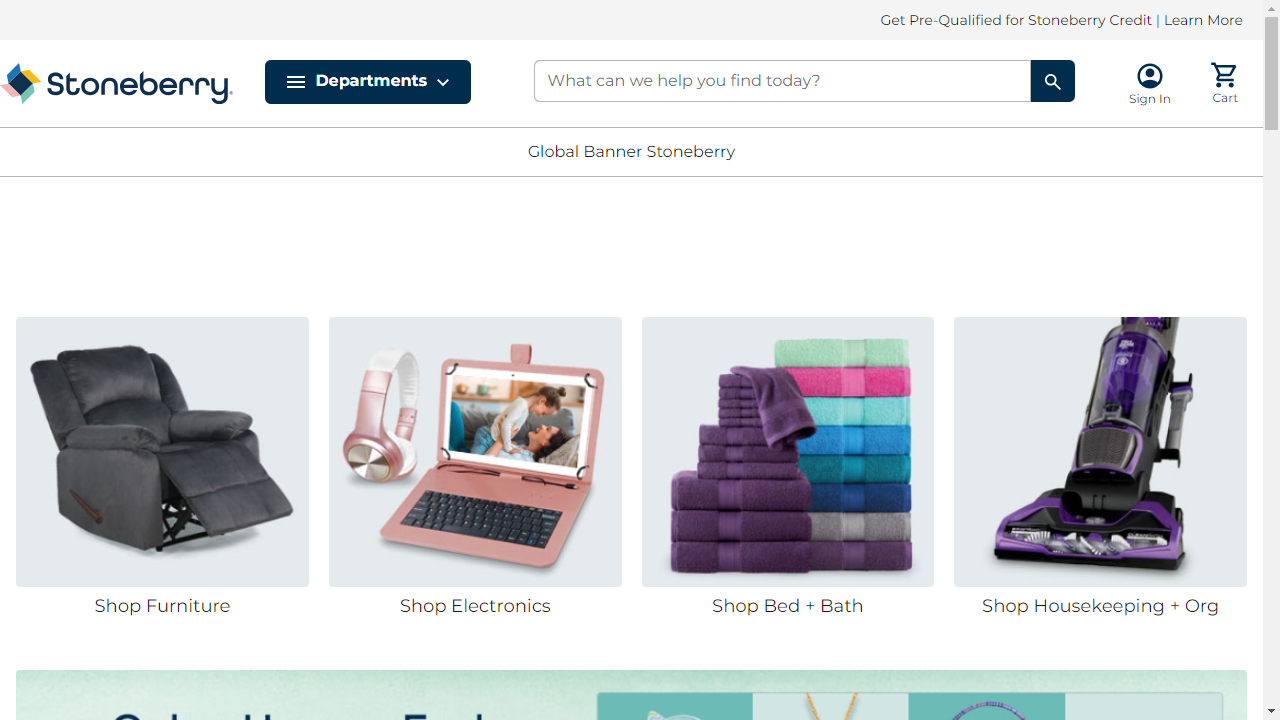 Get Pre-Qualified for Stoneberry Credit | Learn More
Stoneberry
Departments
What can we help you find today?
Sign In
Cart
Global Banner Stoneberry
Shop Furniture
Shop Electronics
Shop Bed + Bath
Shop Housekeeping + Org